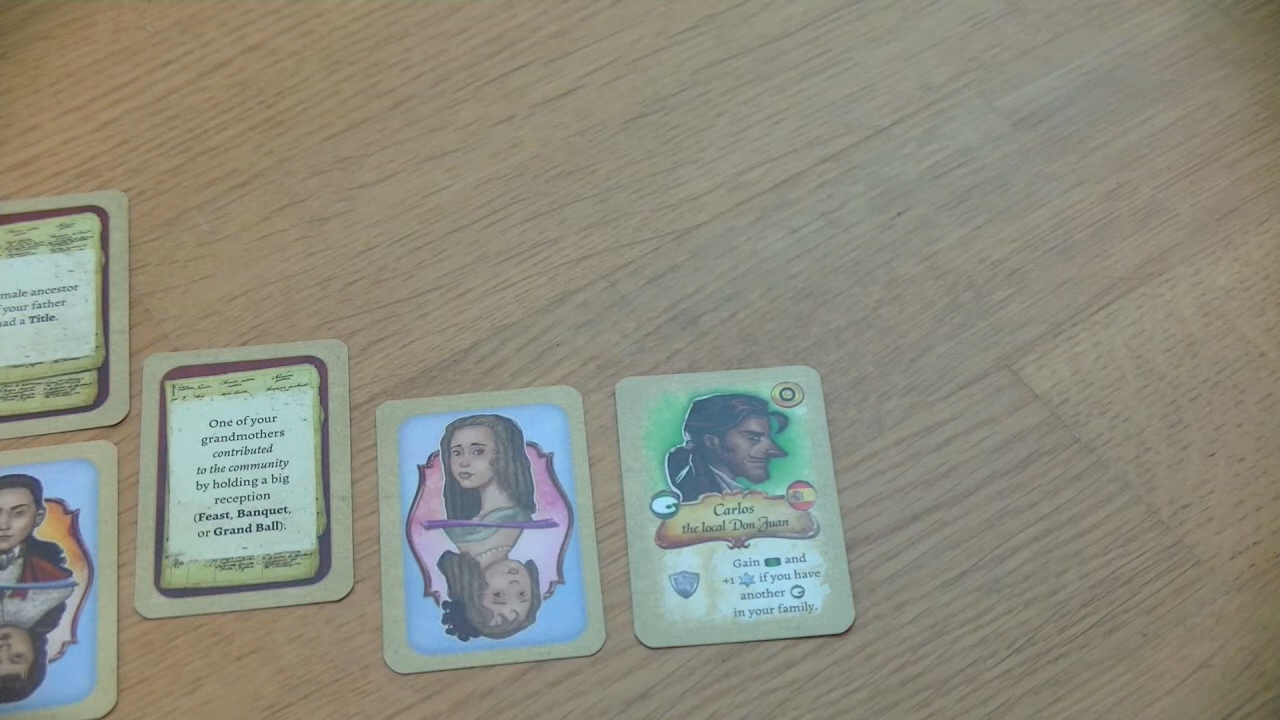 male ancestor
your father
had a Title.
One of your
grandmothers
contributed
to the community
by holding a big
reception
(Feast, Banquet,
or Grand Ball).
Carlos
the local Don Juan
Gain and
+1 if you have
another
in your family.